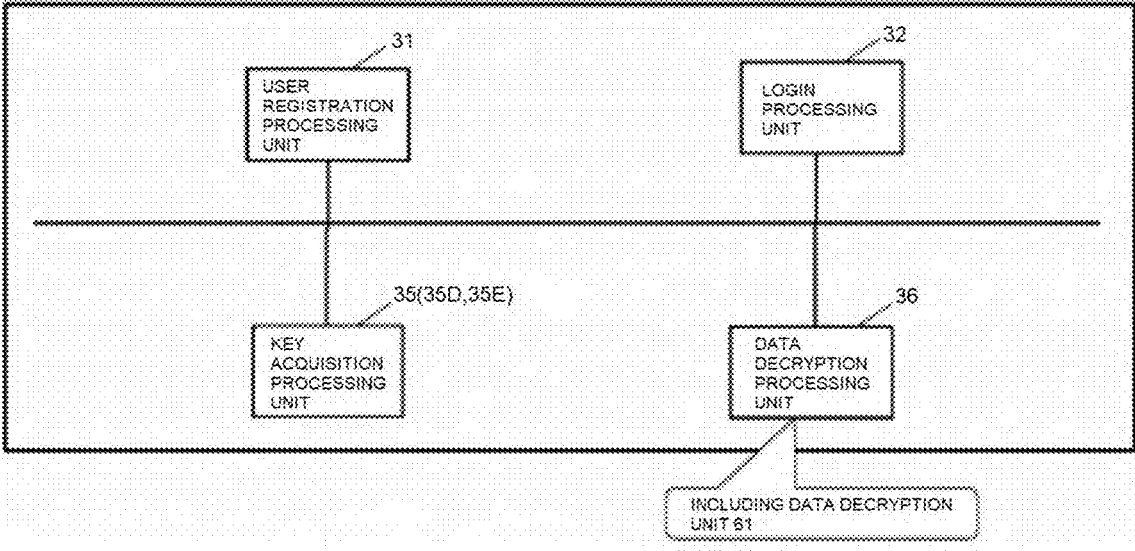 31
USER
REGISTRATION
PROCESSING
UNIT
32
LOGIN
PROCESSING
UNIT
35(35D,35E)
KEY
ACQUISITION
PROCESSING
UNIT
36
DATA
DECRYPTION
PROCESSING
UNIT
INCLUDING DATA DECRYPTION
UNIT 61